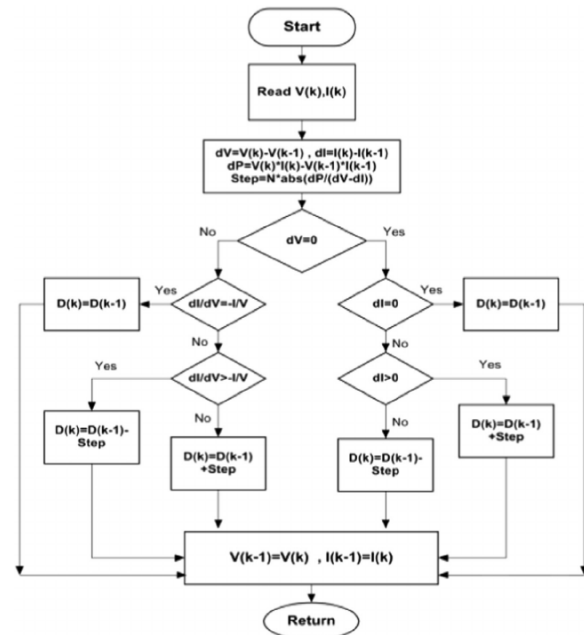 Start
Read V(k),I(k)
dV=V(k)-V(k-1) , dI=I(k)-I(k-1)
dP=V(k)*I(k)-V(k-1)*I(k-1)
Step=N*abs(dP/(dV-dI))
No
dV=0
Yes
D(k)=D(k-1)
Yes
dI/dV=-I/V
dI=0
Yes
D(k)=D(k-1)
No
No
Yes
dI/dV>-I/V
dI>0
Yes
No
No
D(k)=D(k-1)-
Step
D(k)=D(k-1)
+Step
D(k)=D(k-1)-
Step
D(k)=D(k-1)
+Step
V(k-1)=V(k) , I(k-1)=I(k)
Return